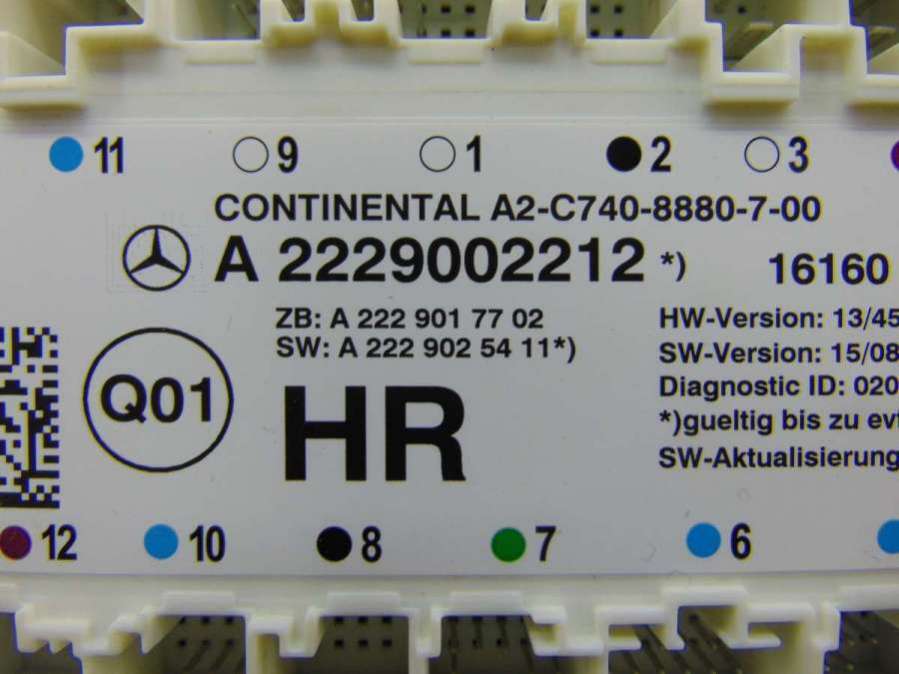 11 9 1 2 3
CONTINENTAL A2-C740-8880-7-00
A 2229002212 *) 16160
ZB: A 222 901 77 02
SW: A 222 902 54 11*)
HW-Version: 13/45
SW-Version: 15/08
Diagnostic ID: 020
*)gueltig bis zu
SW-Aktualisierung
Q01
HR
12 10 8 7 6